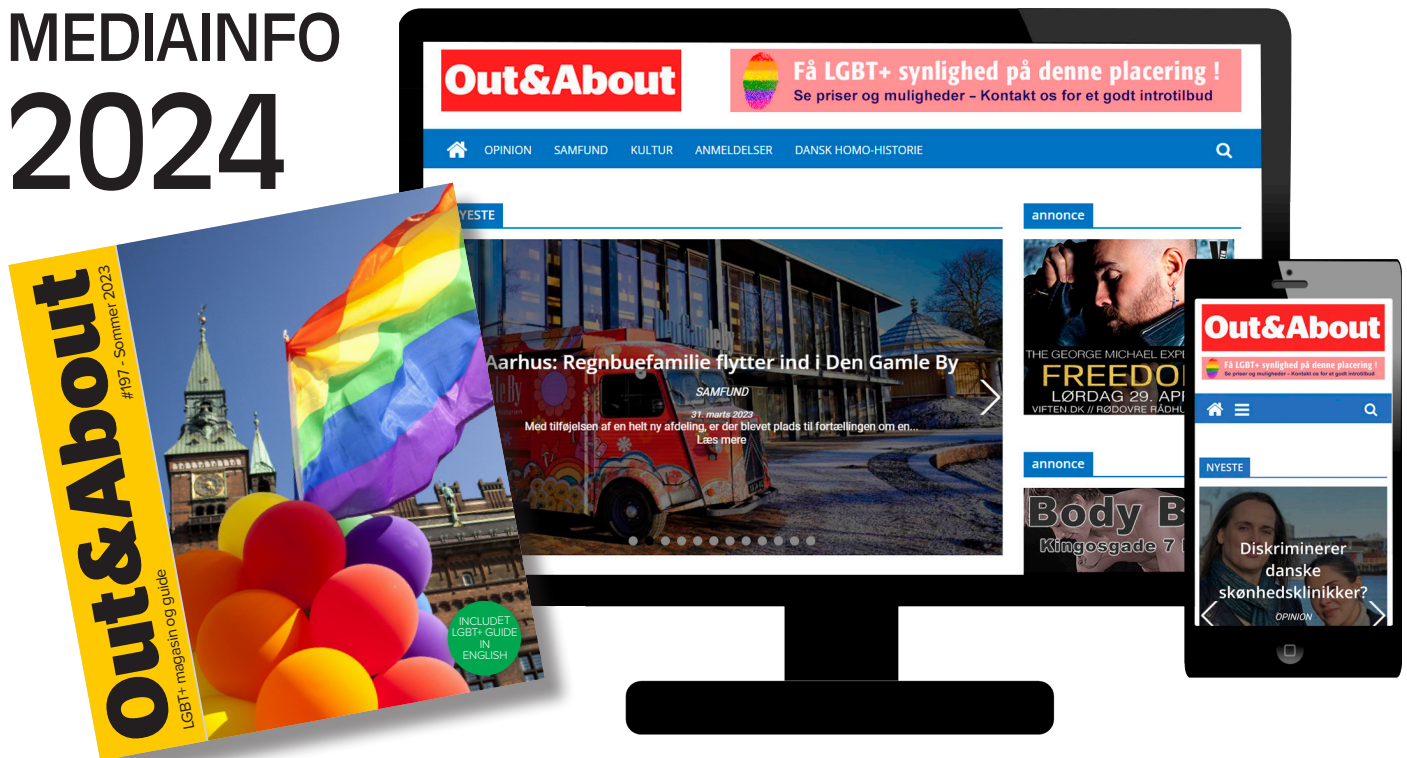 MEDIAINFO
2024
Out&About
#197 - Sommer 2023
LGBT+ magasin og guide
INCLUDET
LGBT+ GUIDE
IN
ENGLISH
Out&About
Få LGBT+ synlighed på denne placering !
Se priser og muligheder – Kontakt os for et godt introtilbud
OPINION SAMFUND KULTUR ANMELDELSER DANSK HOMO-HISTORIE
YESTE
Aarhus: Regnbuefamilie flytter ind i Den Gamle By
SAMFUND
31. marts 2023
Med tilføjelsen af en helt ny afdeling, er der blevet plads til fortællingen om en...
Læs mere
annonce
THE GEORGE MICHAEL EXPE
FREEDO
LØRDAG 29. APR
VIFTEN.DK // RØDOVRE RÅDHU
annonce
Body B
Kingosgade 7
Out&About
Få LGBT+ synlighed på denne placering !
Se priser og muligheder – Kontakt os for et godt introtilbud
NYESTE
Diskriminerer
danske
skønhedsklinikker?
OPINION